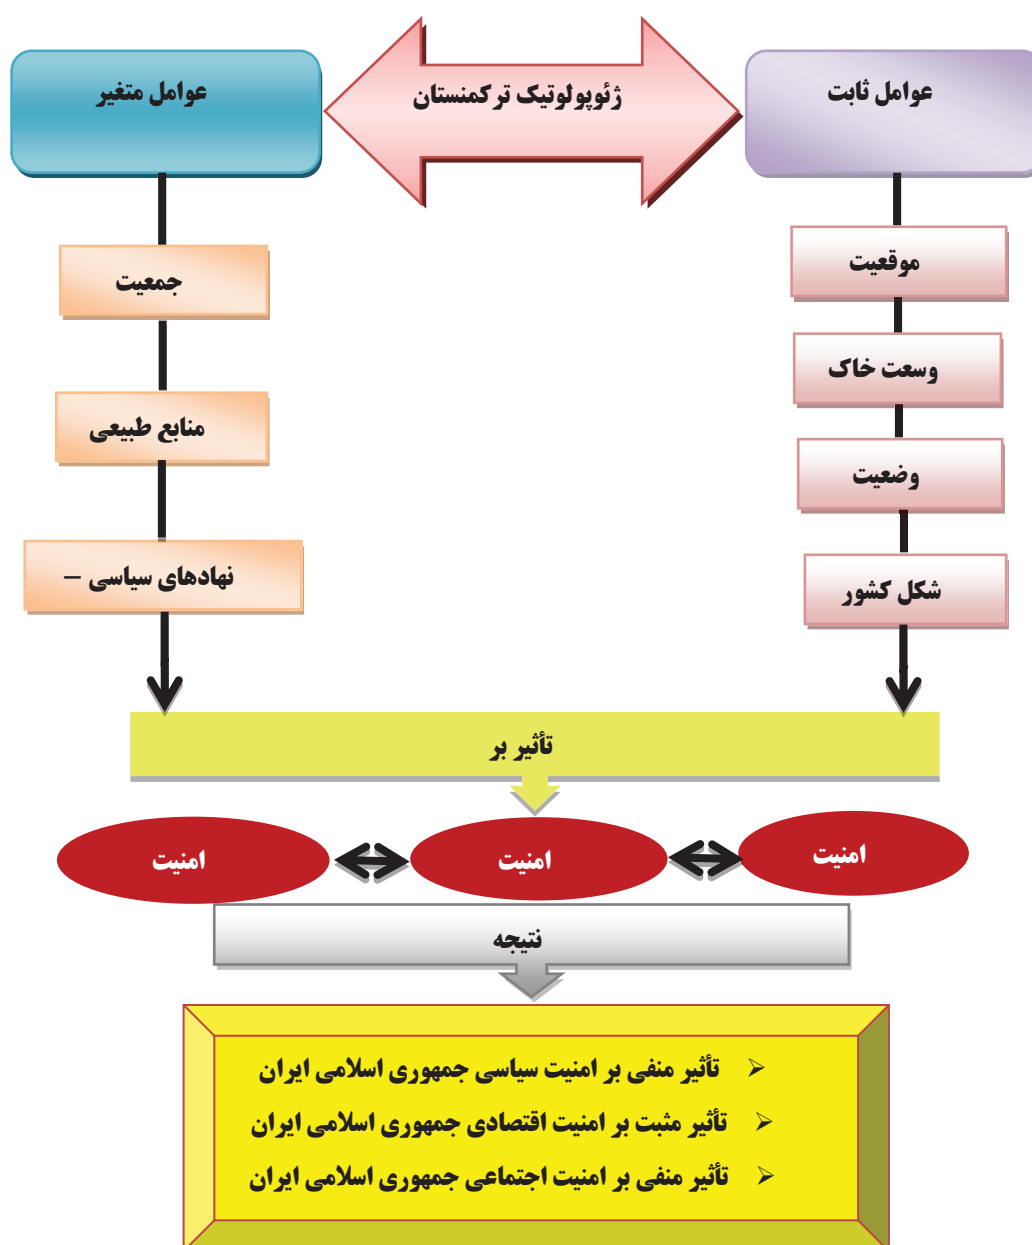 عوامل ثابت
ژئوپولوتیک ترکمنستان
عوامل متغیر
موقعیت
وسعت خاک
وضعیت
شکل کشور
جمعیت
منابع طبیعی
نهادهای سیاسی –
تأثیر بر
امنیت
امنیت
امنیت
نتیجه
تأثیر منفی بر امنیت سیاسی جمهوری اسلامی ایران
تأثیر مثبت بر امنیت اقتصادی جمهوری اسلامی ایران
تأثیر منفی بر امنیت اجتماعی جمهوری اسلامی ایران